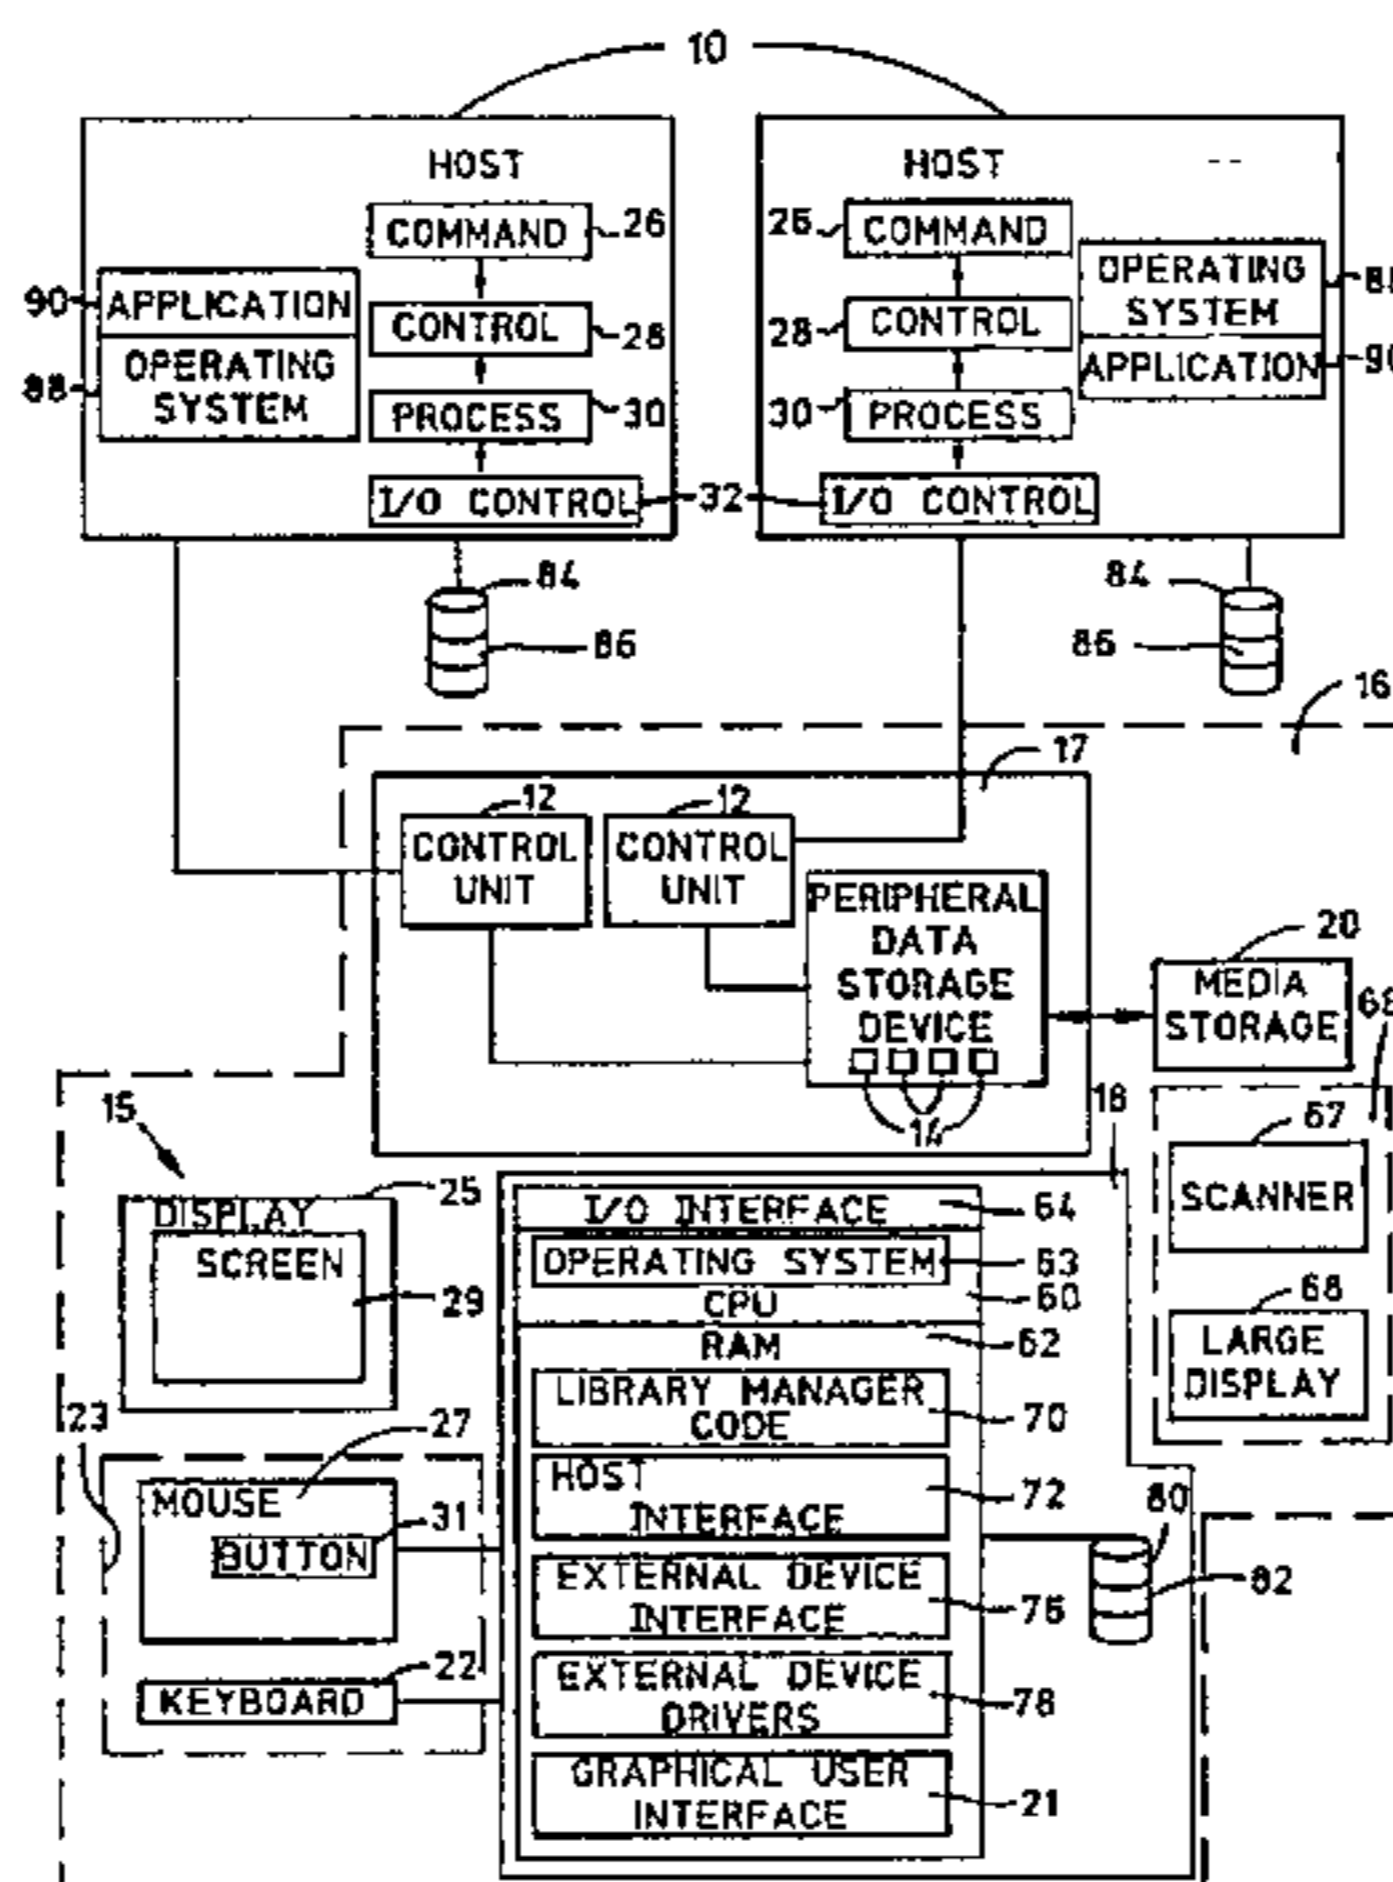 10
HOST
COMMAND
26
90
APPLICATION
CONTROL
28
88
OPERATING
SYSTEM
PROCESS
30
I/O CONTROL
32
HOST
26
COMMAND
OPERATING
SYSTEM
28
CONTROL
APPLICATION
30
PROCESS
I/O CONTROL
84
86
84
86
16
17
12
CONTROL
UNIT
12
CONTROL
UNIT
PERIPHERAL
DATA
STORAGE
DEVICE
14
20
MEDIA
STORAGE
18
67
SCANNER
68
LARGE
DISPLAY
15
25
DISPLAY
SCREEN
29
23
27
MOUSE
31
BUTTON
22
KEYBOARD
I/O INTERFACE
64
OPERATING SYSTEM
63
CPU
60
RAM
62
LIBRARY MANAGER
CODE
70
HOST
INTERFACE
72
EXTERNAL DEVICE
INTERFACE
76
EXTERNAL DEVICE
DRIVERS
78
GRAPHICAL USER
INTERFACE
21
80
82